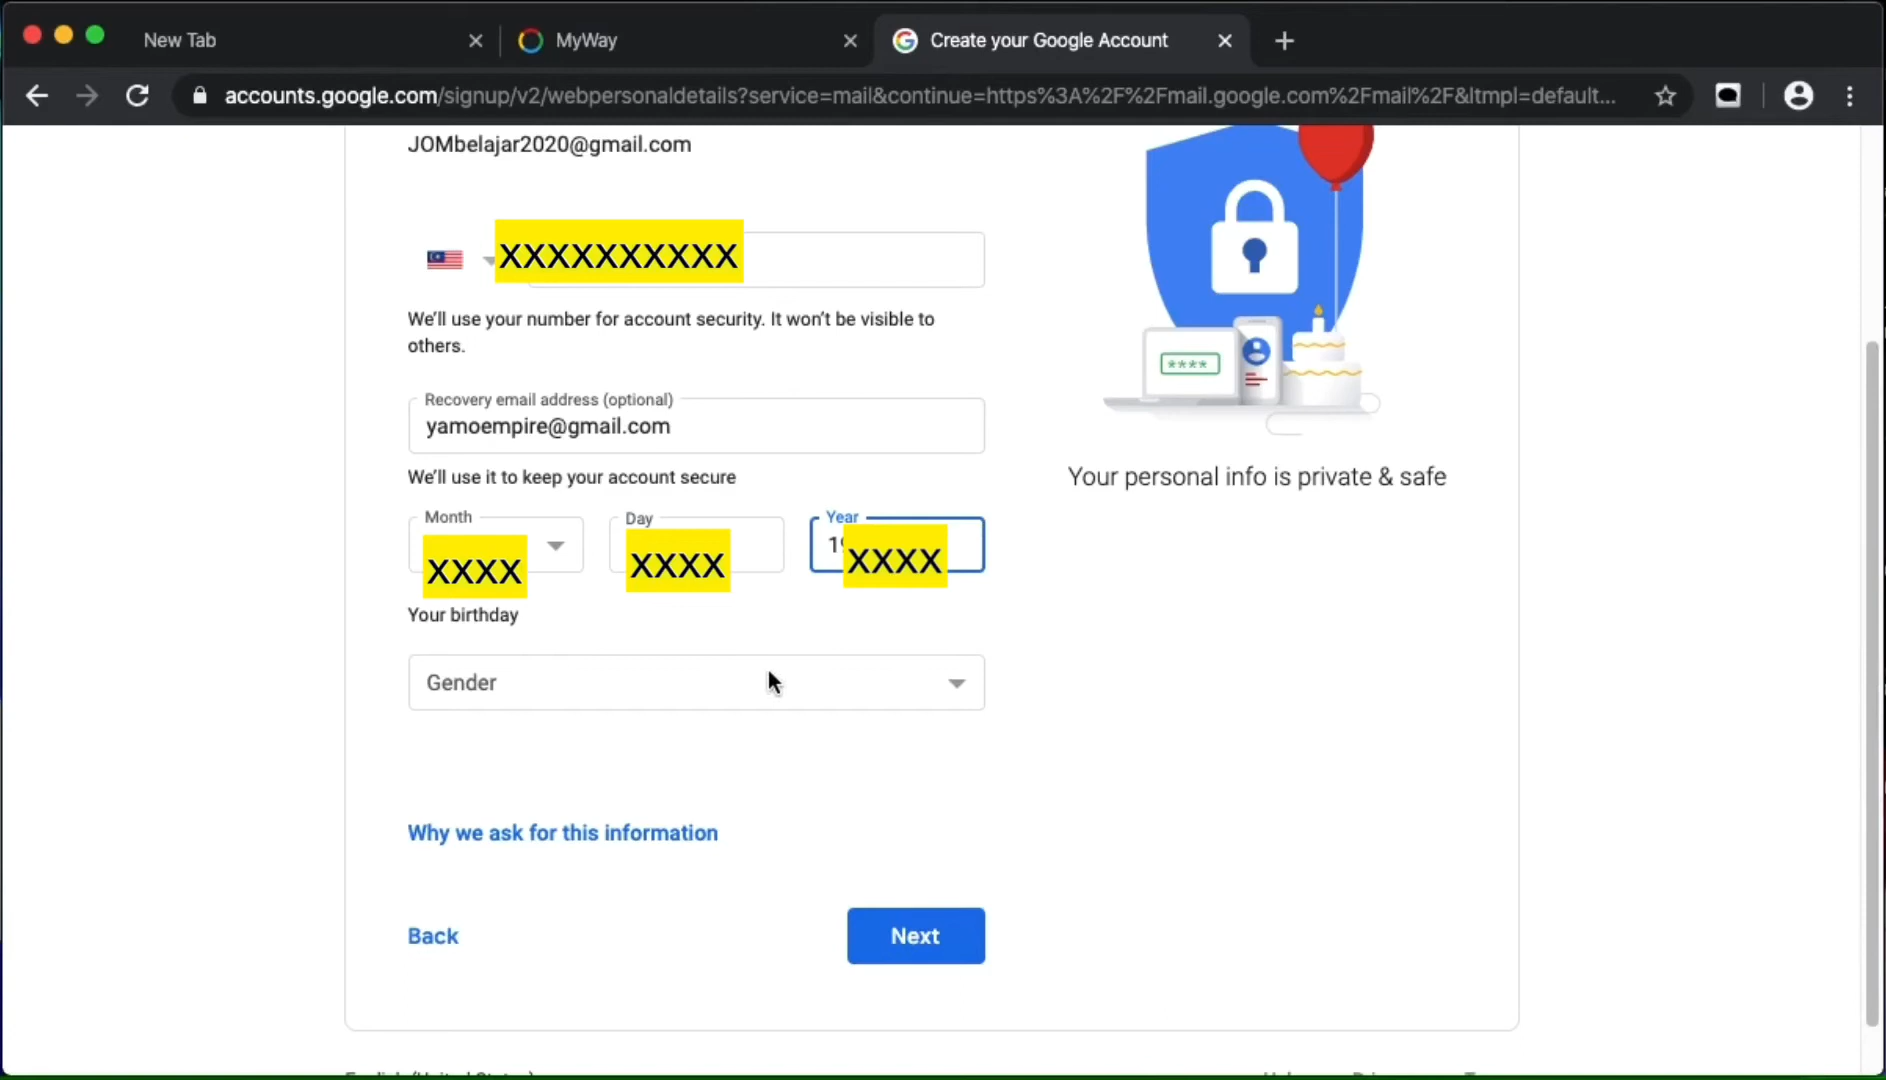 New Tab
MyWay
Create your Google Account
accounts.google.com/signup/v2/webpersonaldetails?service=mail&continue=https%3A%2F%2Fmail.google.com%2Fmail%2F&ltmpl=default...
JOMbelajar2020@gmail.com
XXXXXXXXXX
We'll use your number for account security. It won't be visible to
others.
Recovery email address (optional)
yamoempire@gmail.com
We'll use it to keep your account secure
****
Your personal info is private & safe
Month
Day
Year
XXXX
XXXX
19
XXXX
Your birthday
Gender
Why we ask for this information
Back
Next